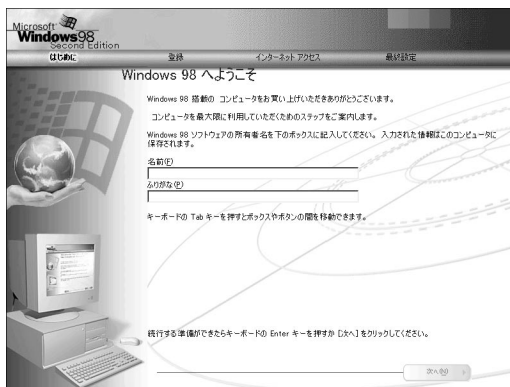 Microsoft
Windows98
Second Edition
はじめに
登録
インターネット アクセス
最終設定
Windows 98 へようこそ
Windows 98 搭載の コンピュータをお買い上げいただきありがとうございます。
コンピュータを最大限に利用していただくためのステップをご案内します。
Windows 98 ソフトウェアの所有者名を下のボックスに記入してください。 入力された情報はこのコンピュータに
保存されます。
名前(F)
ふりがな(P)
キーボードの Tab キーを押すとボックスやボタンの間を移動できます。
続行する準備ができたらキーボードの Enter キーを押すか [次へ] をクリックしてください。
次へ(N)